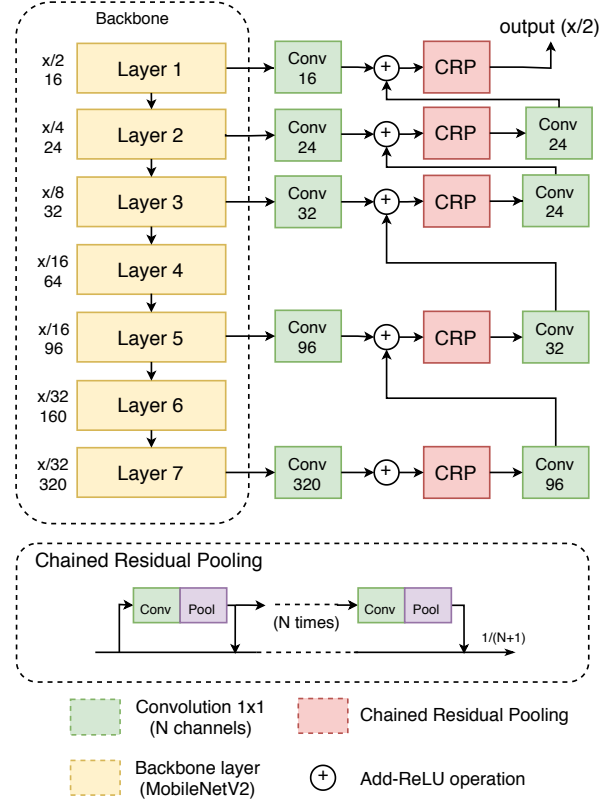 Backbone
output (x/2)
x/2
16
Layer 1
Conv
16
+
CRP
x/4
24
Layer 2
Conv
24
+
CRP
Conv
24
x/8
32
Layer 3
Conv
32
+
CRP
Conv
24
x/16
64
Layer 4
x/16
96
Layer 5
Conv
96
+
CRP
Conv
32
x/32
160
Layer 6
x/32
320
Layer 7
Conv
320
+
CRP
Conv
96
Chained Residual Pooling
Conv
Pool
(N times)
Conv
Pool
1/(N+1)
Convolution 1x1
(N channels)
Chained Residual Pooling
Backbone layer
(MobileNetV2)
+
Add-ReLU operation